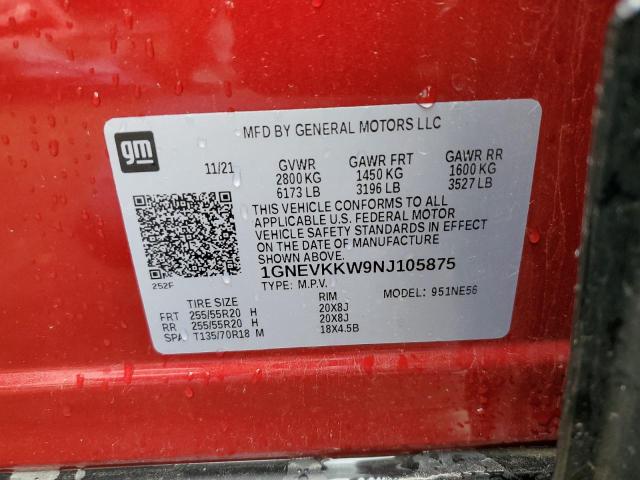 MFD BY GENERAL MOTORS LLC
gm
11/21 GVWR GAWR FRT GAWR RR
2800 KG 1450 KG 1600 KG
6173 LB 3196 LB 3527 LB
THIS VEHICLE CONFORMS TO ALL
APPLICABLE U.S. FEDERAL MOTOR
VEHICLE SAFETY STANDARDS IN EFFECT
ON THE DATE OF MANUFACTURE
SHOWN ABOVE.
1GNEVKKW9NJ105875
252F TYPE: M.P.V.
TIRE SIZE RIM MODEL: 951NE56
FRT 255/55R20 H 20X8J
RR 255/55R20 H 20X8J
SPA T135/70R18 M 18X4.5B